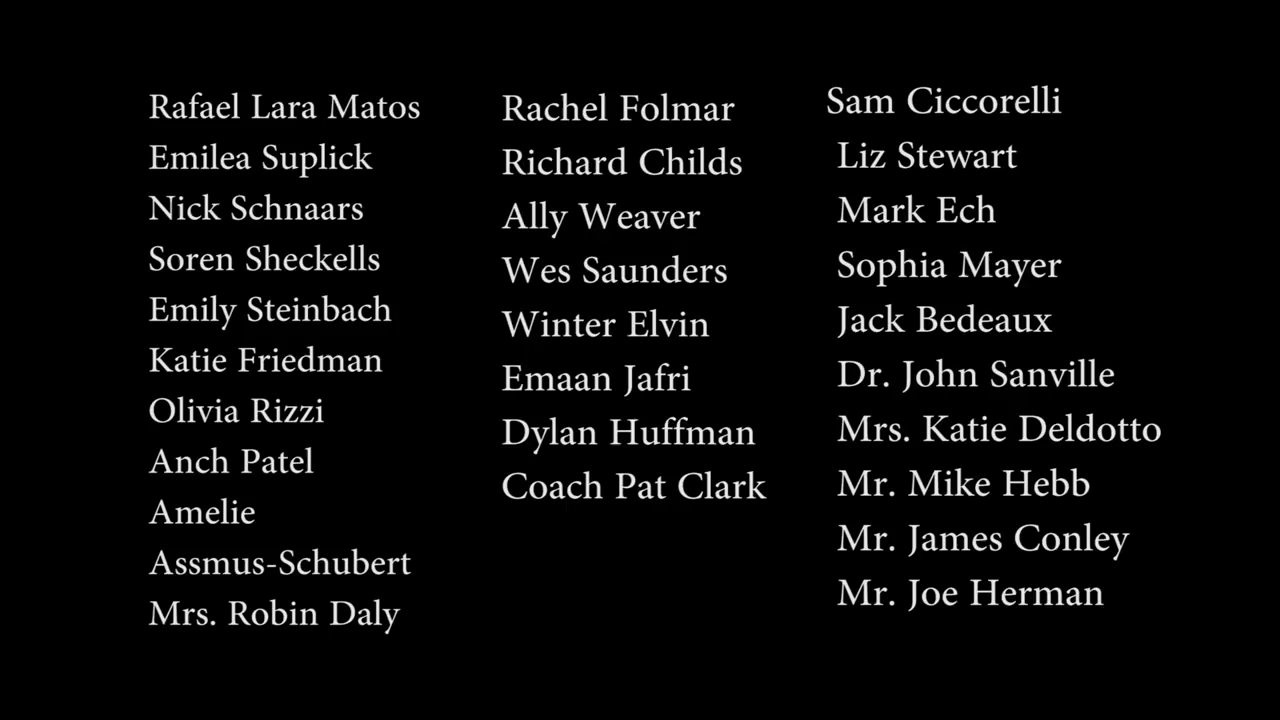 Rafael Lara Matos
Emilea Suplick
Nick Schnaars
Soren Sheckells
Emily Steinbach
Katie Friedman
Olivia Rizzi
Anch Patel
Amelie
Assmus-Schubert
Mrs. Robin Daly
Rachel Folmar
Richard Childs
Ally Weaver
Wes Saunders
Winter Elvin
Emaan Jafri
Dylan Huffman
Coach Pat Clark
Sam Ciccorelli
Liz Stewart
Mark Ech
Sophia Mayer
Jack Bedeaux
Dr. John Sanville
Mrs. Katie Deldotto
Mr. Mike Hebb
Mr. James Conley
Mr. Joe Herman